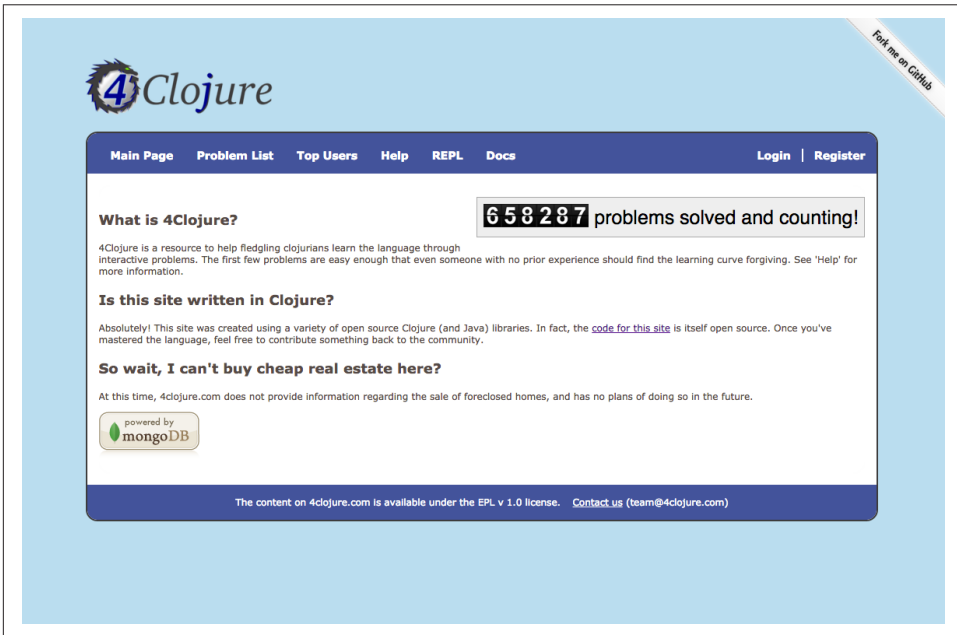 Fork me on GitHub
4Clojure
Main Page Problem List Top Users Help REPL Docs Login | Register
658287 problems solved and counting!
What is 4Clojure?
4Clojure is a resource to help fledgling clojurians learn the language through
interactive problems. The first few problems are easy enough that even someone with no prior experience should find the learning curve forgiving. See 'Help' for
more information.
Is this site written in Clojure?
Absolutely! This site was created using a variety of open source Clojure (and Java) libraries. In fact, the code for this site is itself open source. Once you've
mastered the language, feel free to contribute something back to the community.
So wait, I can't buy cheap real estate here?
At this time, 4clojure.com does not provide information regarding the sale of foreclosed homes, and has no plans of doing so in the future.
powered by
mongoDB
The content on 4clojure.com is available under the EPL v 1.0 license. Contact us (team@4clojure.com)